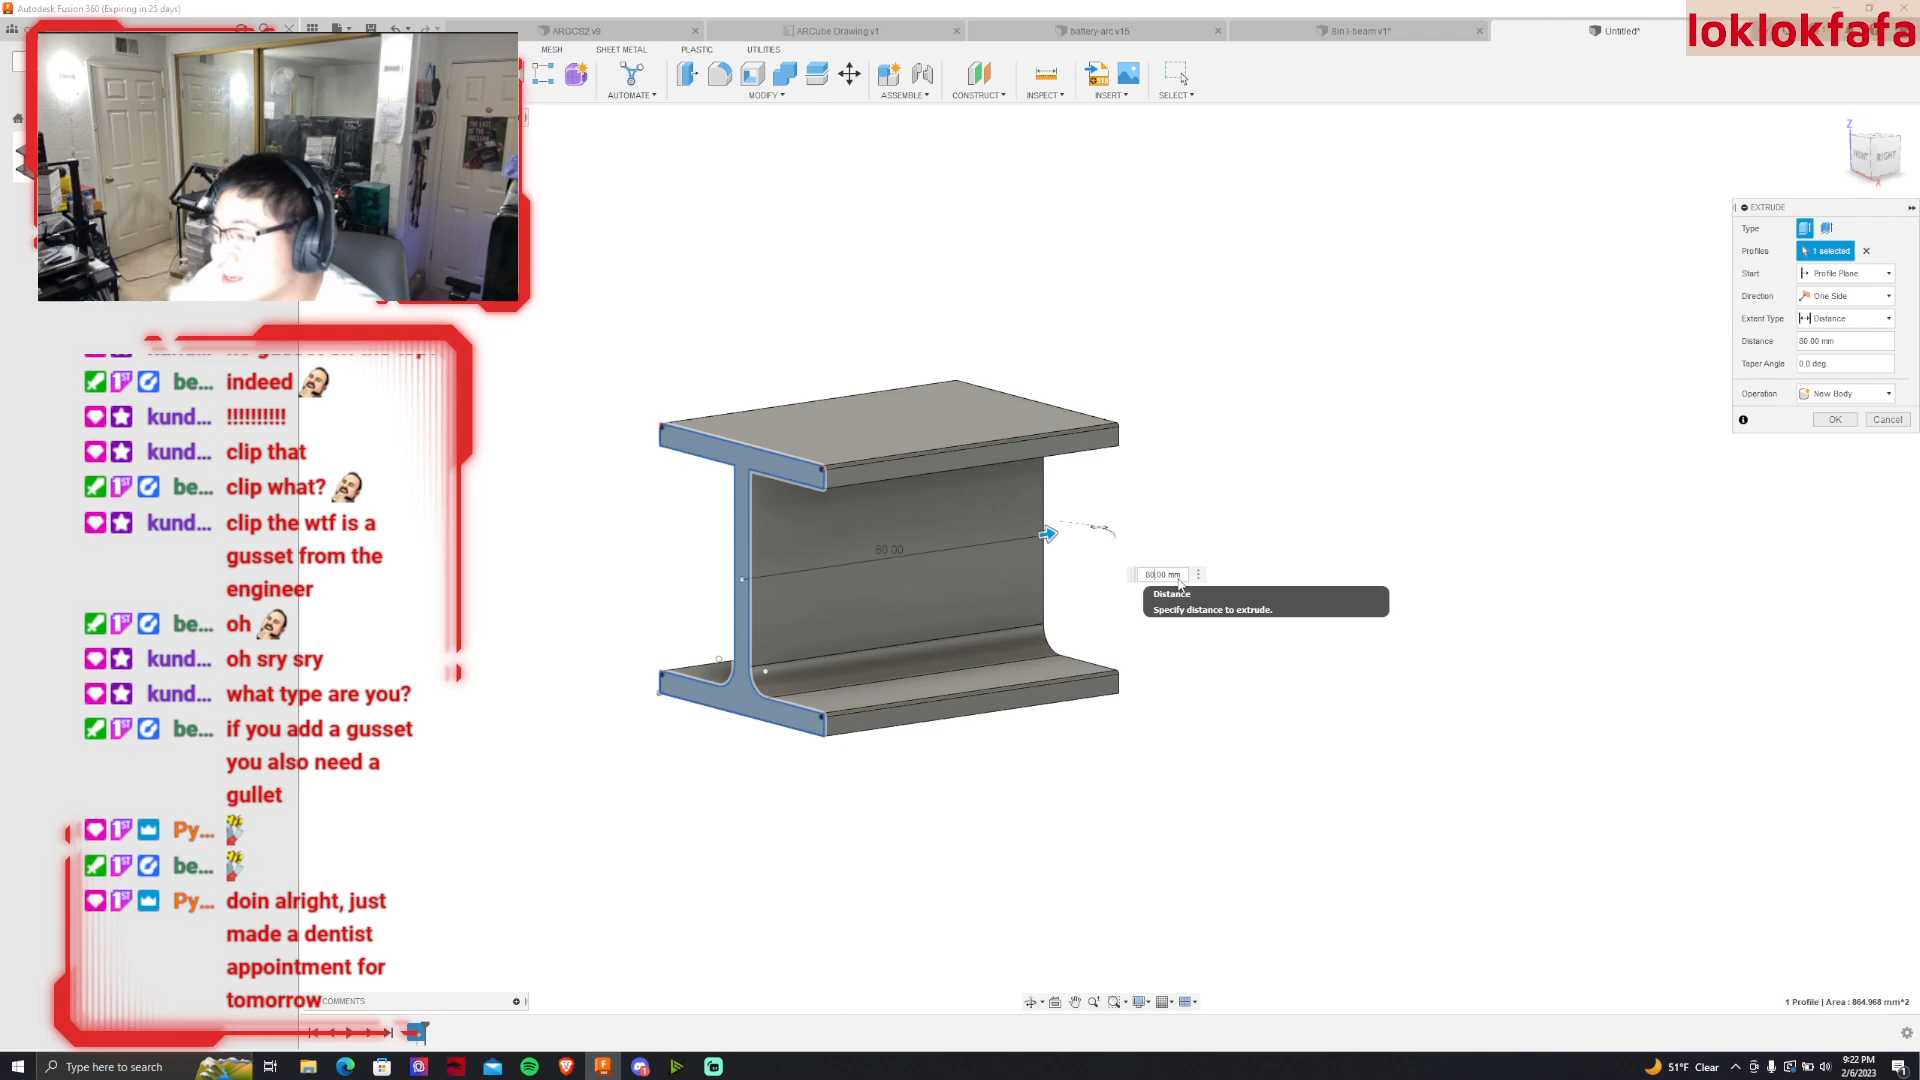 Autodesk Fusion 360 (Expiring in 25 days)
loklokfafa
ARGCS2 v9
ARCube Drawing v1
battery-arc v15
8in I-beam v1*
Untitled*
MESH
SHEET METAL
PLASTIC
UTILITIES
AUTOMATE
MODIFY
ASSEMBLE
CONSTRUCT
INSPECT
INSERT
SELECT
Z
FRONT
RIGHT
X
EXTRUDE
Type
Profiles
1 selected
Start
Profile Plane
Direction
One Side
Extent Type
Distance
Distance
80.00 mm
Taper Angle
0.0 deg
Operation
New Body
OK
Cancel
80.00
80.00 mm
Distance
Specify distance to extrude.
be... indeed
kund... !!!!!!!!!!
kund... clip that
be... clip what?
kund... clip the wtf is a
gusset from the
engineer
be... oh
kund... oh sry sry
kund... what type are you?
be... if you add a gusset
you also need a
gullet
Py...
be...
Py... doin alright, just
made a dentist
appointment for
tomorrow
COMMENTS
1 Profile | Area : 864.968 mm^2
Type here to search
51°F Clear
9:22 PM
2/6/2023